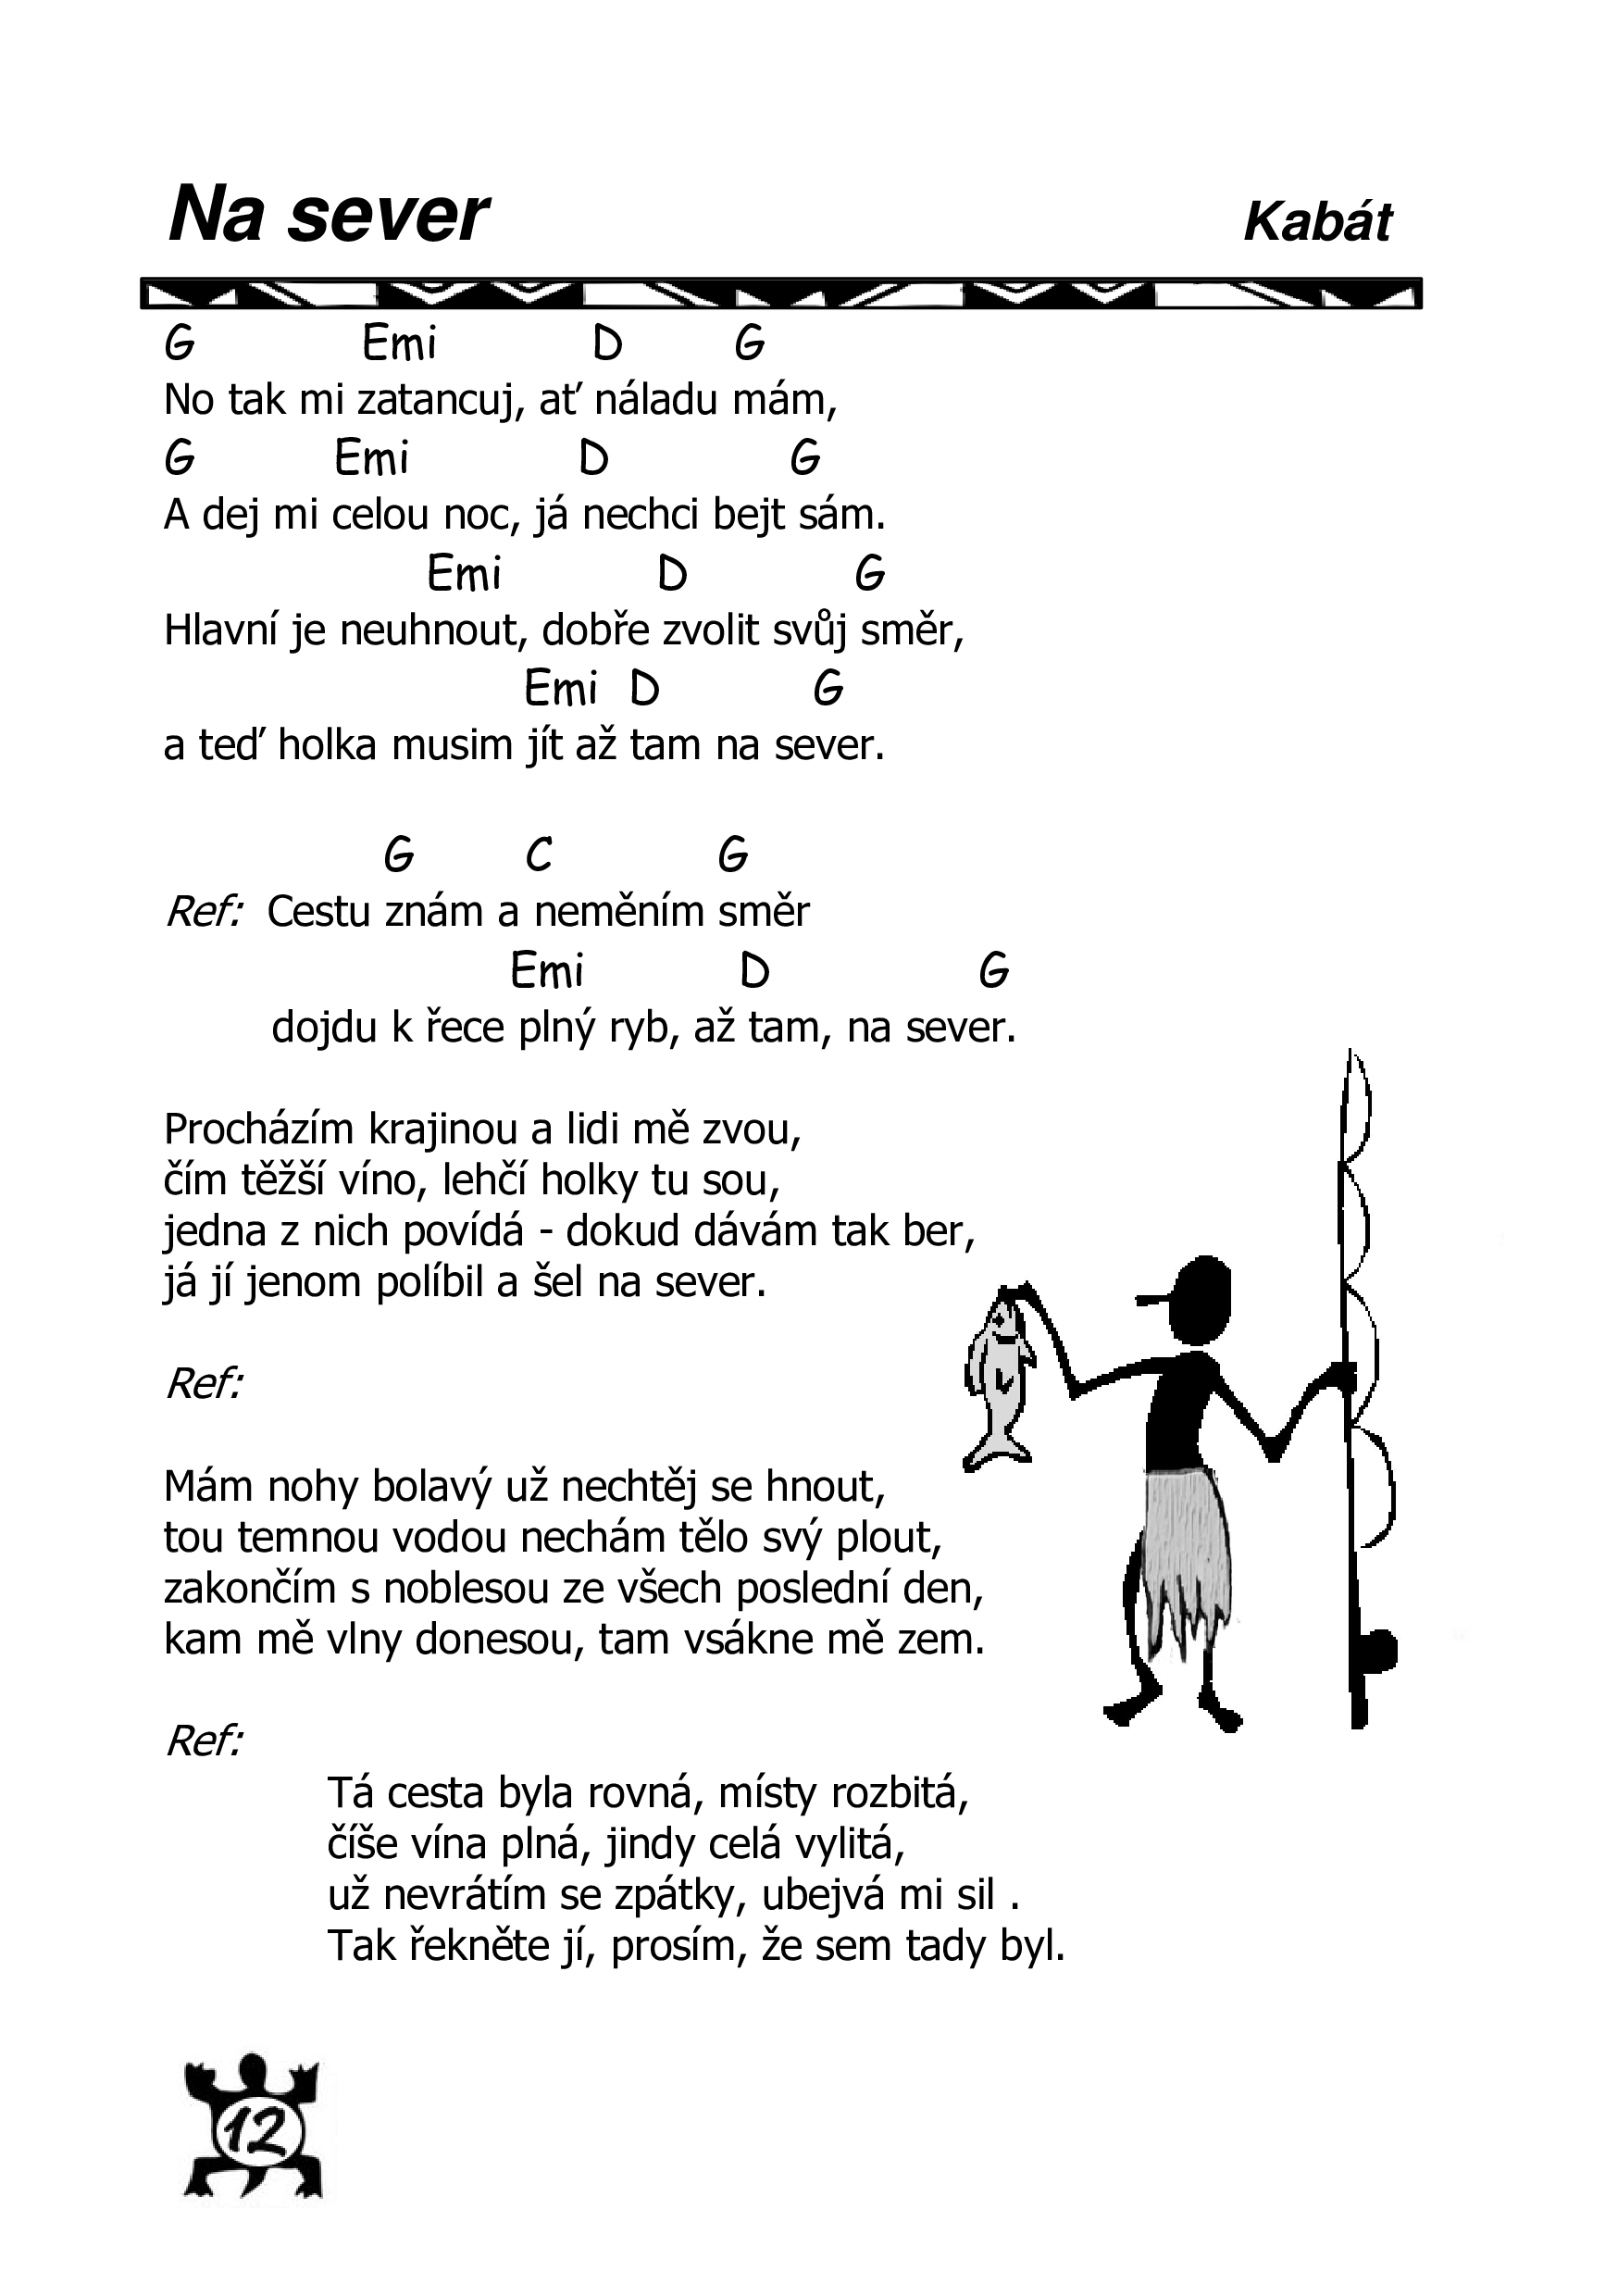 Na sever Kabát
G Emi D G
No tak mi zatancuj, ať náladu mám,
G Emi D G
A dej mi celou noc, já nechci bejt sám.
Emi D G
Hlavní je neuhnout, dobře zvolit svůj směr,
Emi D G
a teď holka musim jít až tam na sever.
G C G
Ref: Cestu znám a neměním směr
Emi D G
dojdu k řece plný ryb, až tam, na sever.
Procházím krajinou a lidi mě zvou,
čím těžší víno, lehčí holky tu sou,
jedna z nich povídá - dokud dávám tak ber,
já jí jenom políbil a šel na sever.
Ref:
Mám nohy bolavý už nechtěj se hnout,
tou temnou vodou nechám tělo svý plout,
zakončím s noblesou ze všech poslední den,
kam mě vlny donesou, tam vsákne mě zem.
Ref:
Tá cesta byla rovná, místy rozbitá,
číše vína plná, jindy celá vylitá,
už nevrátím se zpátky, ubejvá mi sil .
Tak řekněte jí, prosím, že sem tady byl.
12